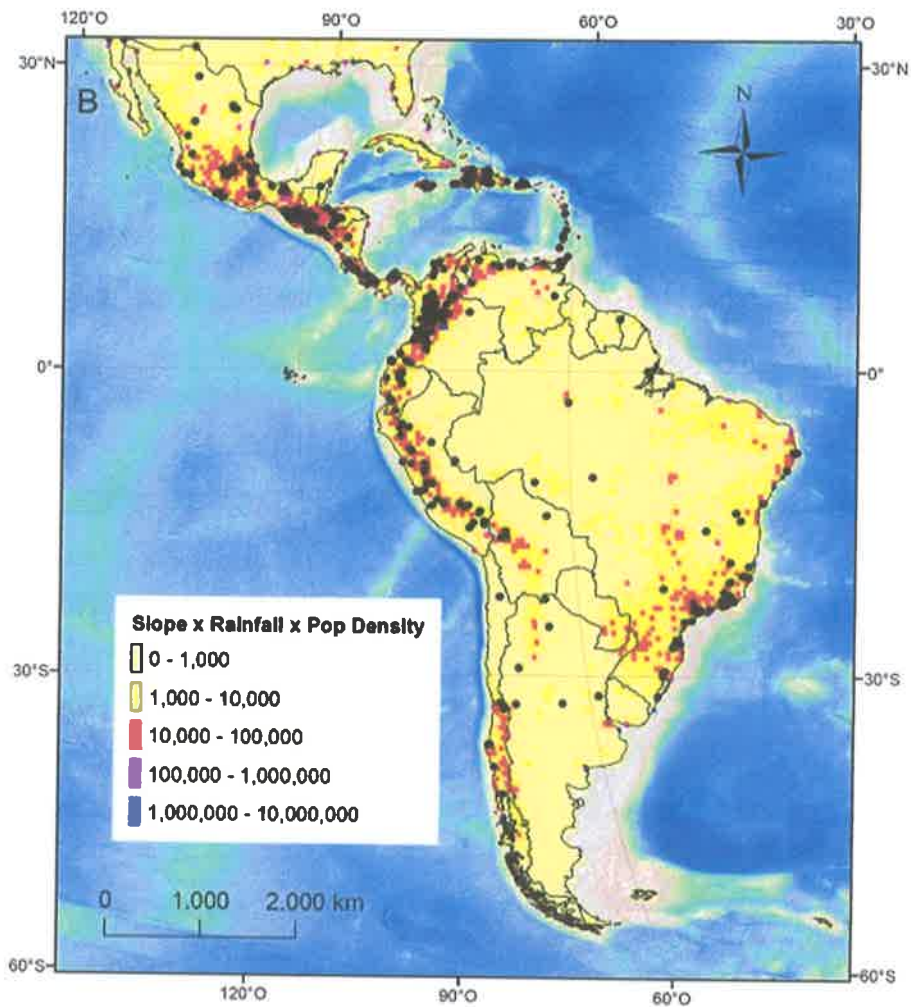 120°O 90°O 60°O 30°O
30°N 30°N
B
N
0° 0°
Slope x Rainfall x Pop Density
0 - 1,000
1,000 - 10,000
30°S 30°S
10,000 - 100,000
100,000 - 1,000,000
1,000,000 - 10,000,000
0 1.000 2.000 km
60°S 60°S
120°O 90°O 60°O